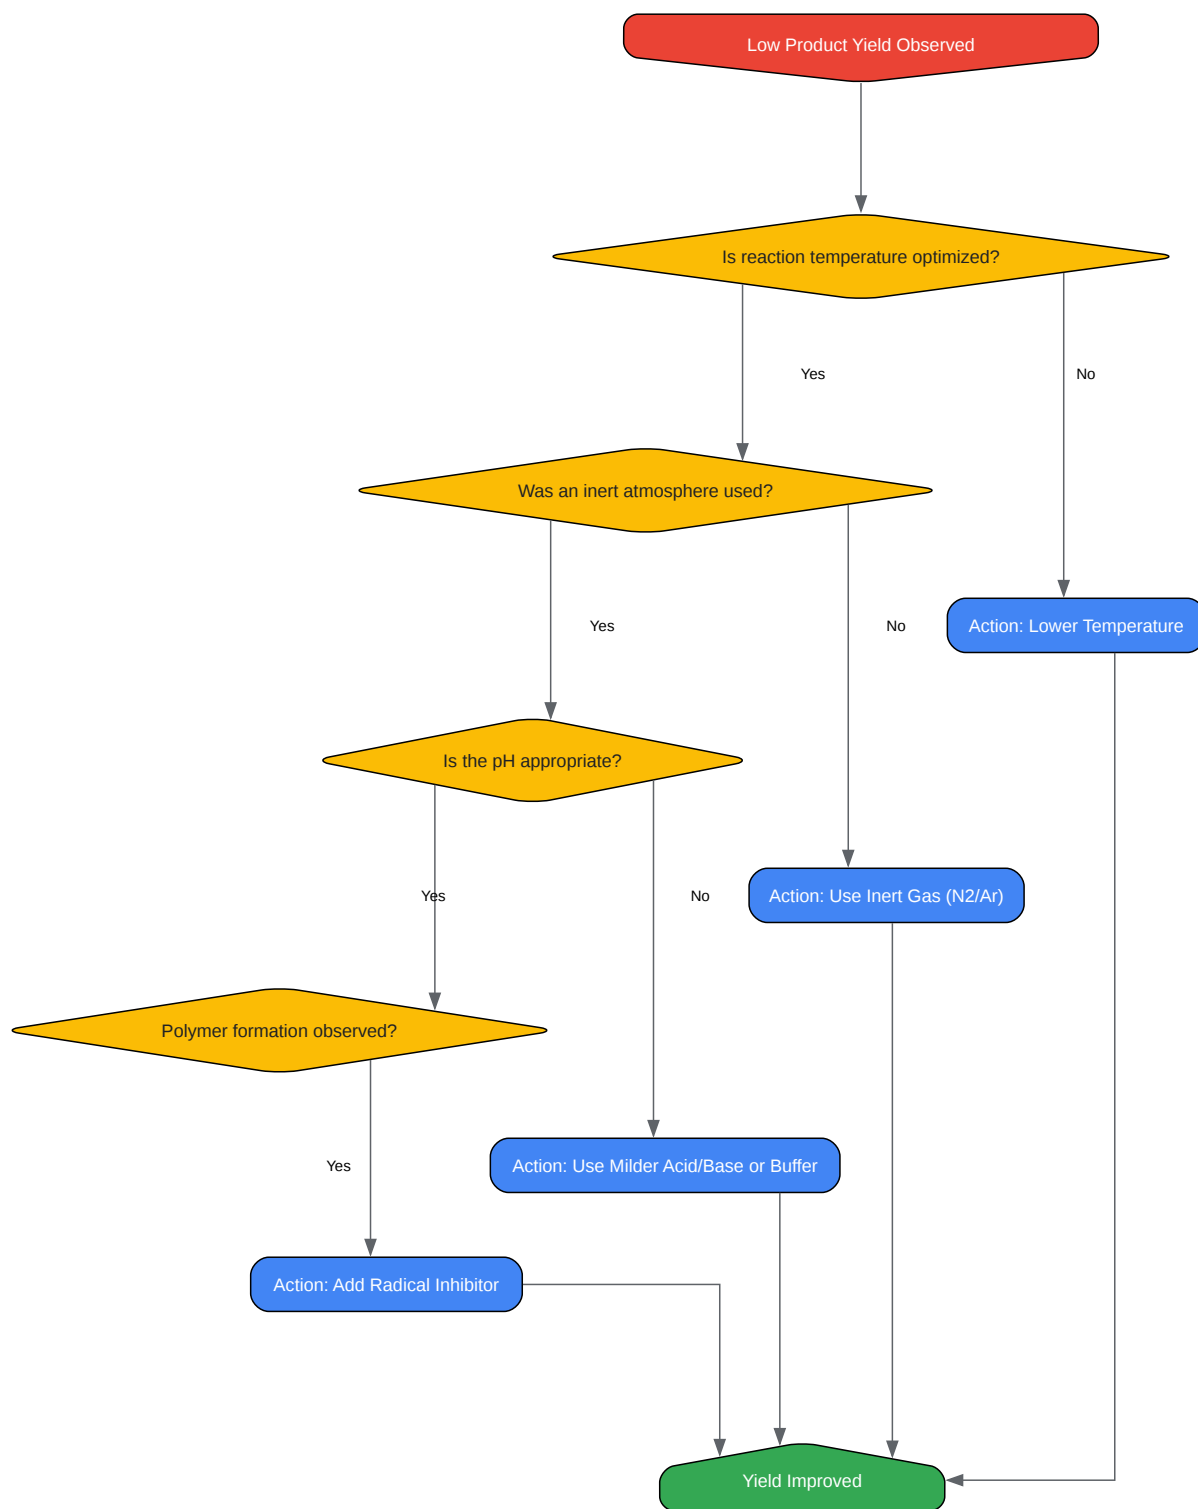 Low Product Yield Observed
Is reaction temperature optimized?
Yes
No
Was an inert atmosphere used?
Yes
No
Action: Lower Temperature
Is the pH appropriate?
Yes
No
Action: Use Inert Gas (N2/Ar)
Polymer formation observed?
Yes
Action: Use Milder Acid/Base or Buffer
Action: Add Radical Inhibitor
Yield Improved